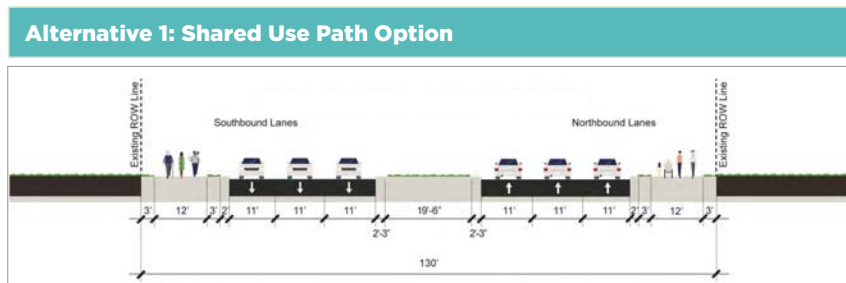 Alternative 1: Shared Use Path Option
Existing ROW Line
Southbound Lanes
Northbound Lanes
Existing ROW Line
3' 12' 3' 2' 11' 11' 11' 19'-6" 11' 11' 11' 2' 3' 12' 3'
2'-3" 2'-3"
130'